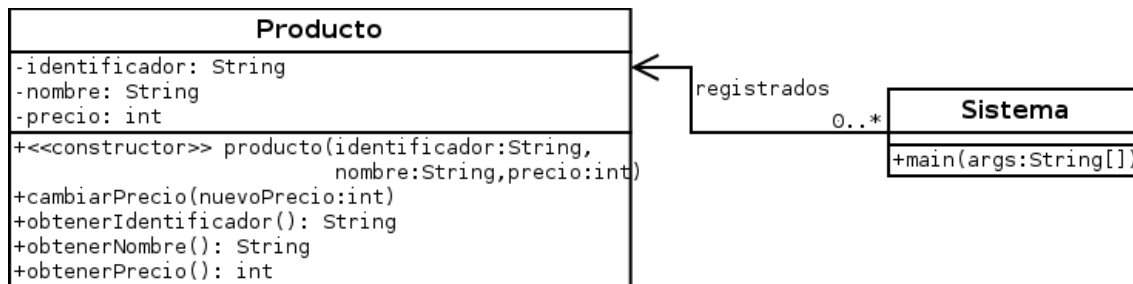 Producto
-identificador: String
-nombre: String
-precio: int
+<<constructor>> producto(identificador:String,
nombre:String,precio:int)
+cambiarPrecio(nuevoPrecio:int)
+obtenerIdentificador(): String
+obtenerNombre(): String
+obtenerPrecio(): int
registrados
0..*
Sistema
+main(args:String[])